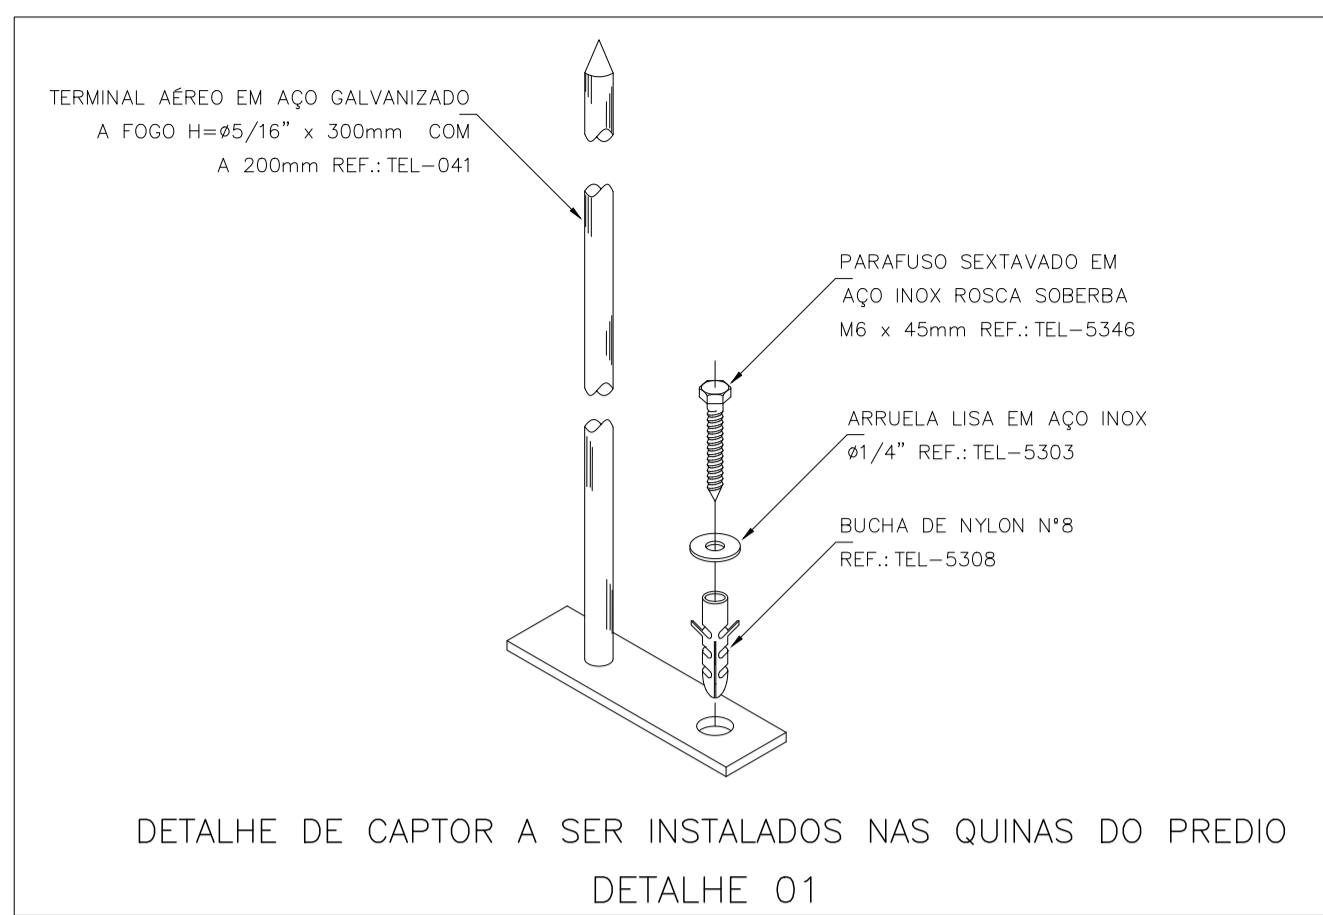 TERMINAL AÉREO EM AÇO GALVANIZADO
A FOGO H=ø5/16" x 300mm COM
A 200mm REF.: TEL-041
PARAFUSO SEXTAVADO EM
AÇO INOX ROSCA SOBERBA
M6 x 45mm REF.: TEL-5346
ARRUELA LISA EM AÇO INOX
ø1/4" REF.: TEL-5303
BUCHA DE NYLON N°8
REF.: TEL-5308
DETALHE DE CAPTOR A SER INSTALADOS NAS QUINAS DO PREDIO
DETALHE 01